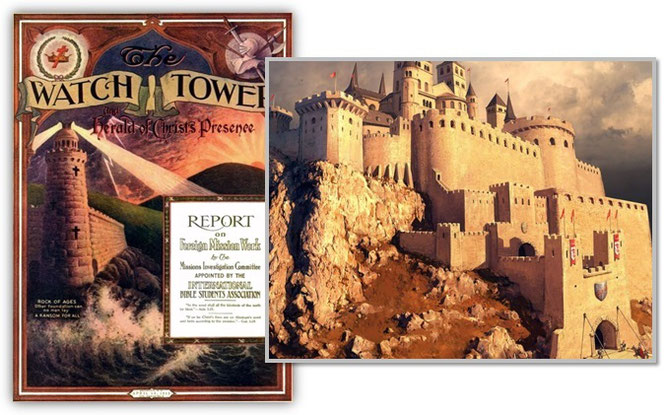 The
WATCH TOWER
Herald of Christ's Presence
REPORT
on
Foreign Mission Work
by the
Missions Investigation Committee
APPOINTED BY THE
INTERNATIONAL
BIBLE STUDENTS ASSOCIATION
ROCK OF AGES
Other foundation can
no man lay
A RANSOM FOR ALL